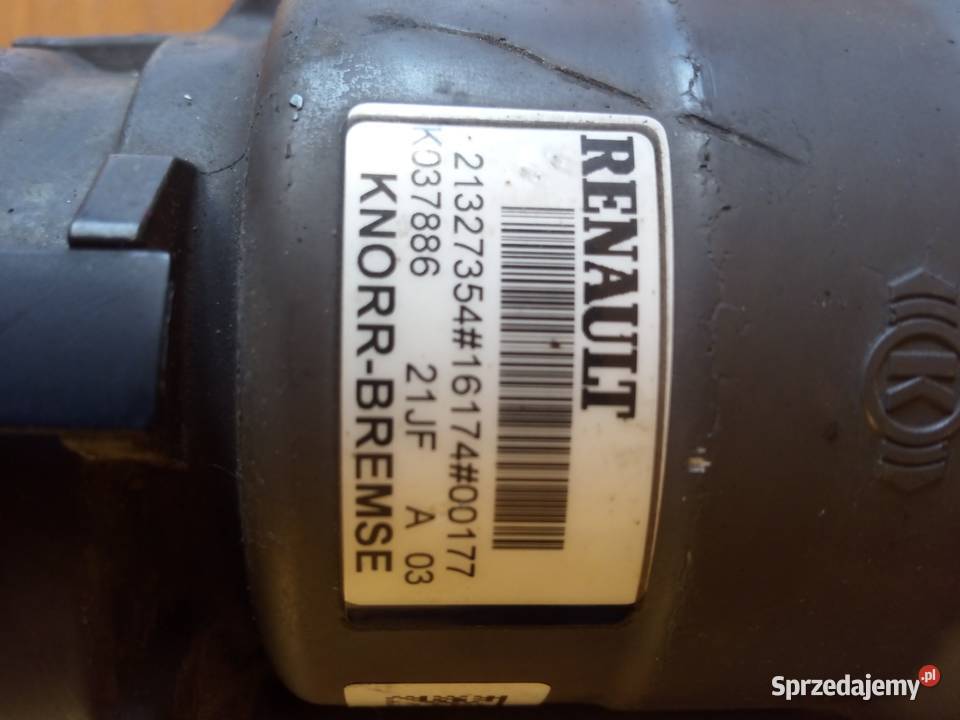 RENAULT
21327354#16174#00177
K037886 21JF A 03
KNORR-BREMSE
K
Sprzedajemy.pl